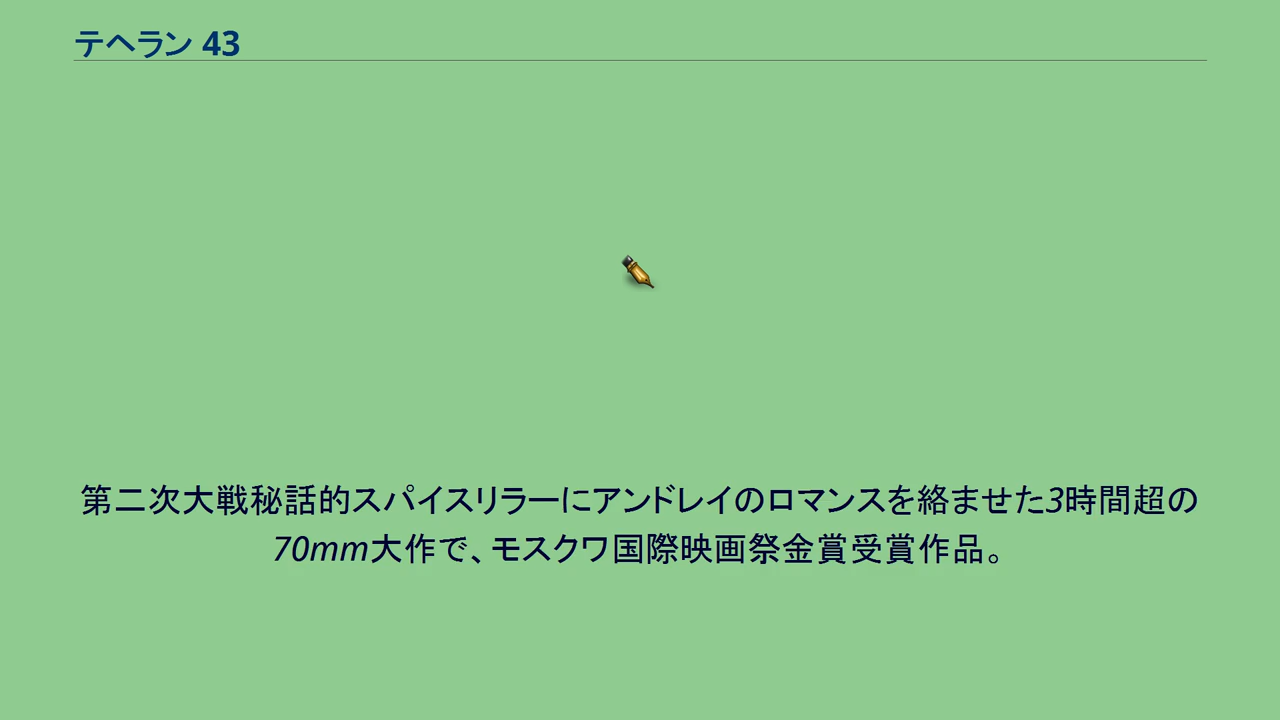 テヘラン 43
第二次大戦秘話的スパイスリラーにアンドレイのロマンスを絡ませた3時間超の
70mm大作で、モスクワ国際映画祭金賞受賞作品。